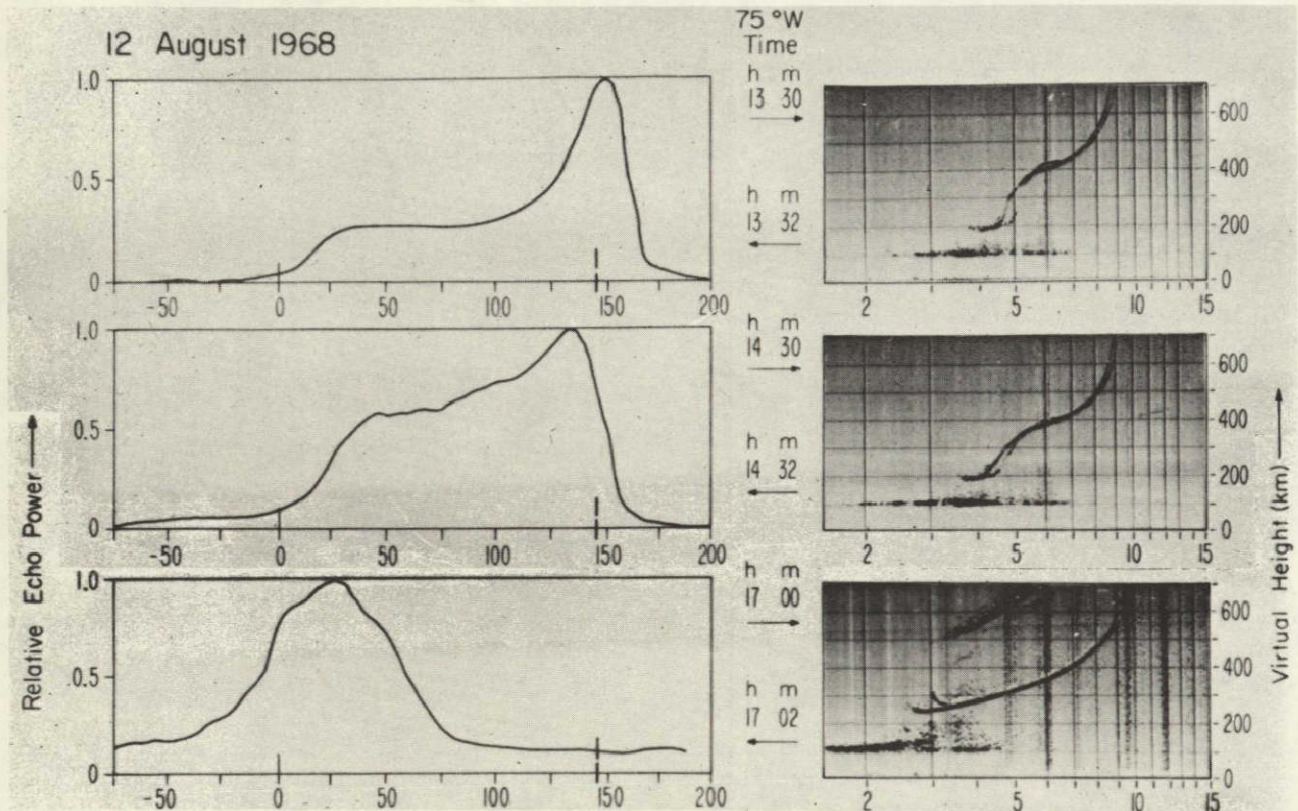 12 August 1968
75 °W
Time
h m
13 30
h m
13 32
1.0
0.5
0
-50 0 50 100 150 200
600
400
200
0
2 5 10 15
h m
14 30
h m
14 32
1.0
0.5
0
-50 0 50 100 150 200
600
400
200
0
2 5 10 15
h m
17 00
h m
17 02
1.0
0.5
0
-50 0 50 100 150 200
600
400
200
0
2 5 10 15
Relative Echo Power
Virtual Height (km)